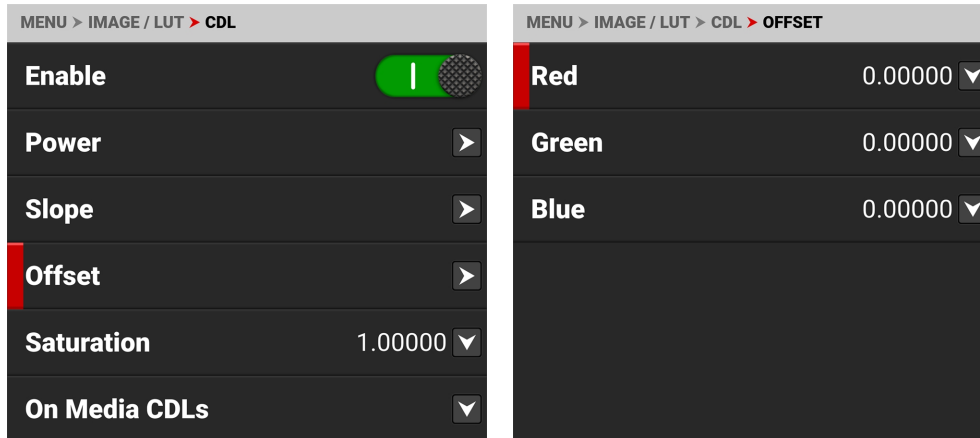 MENU > IMAGE / LUT > CDL
Enable
Power
Slope
Offset
Saturation 1.00000
On Media CDLs
MENU > IMAGE / LUT > CDL > OFFSET
Red 0.00000
Green 0.00000
Blue 0.00000